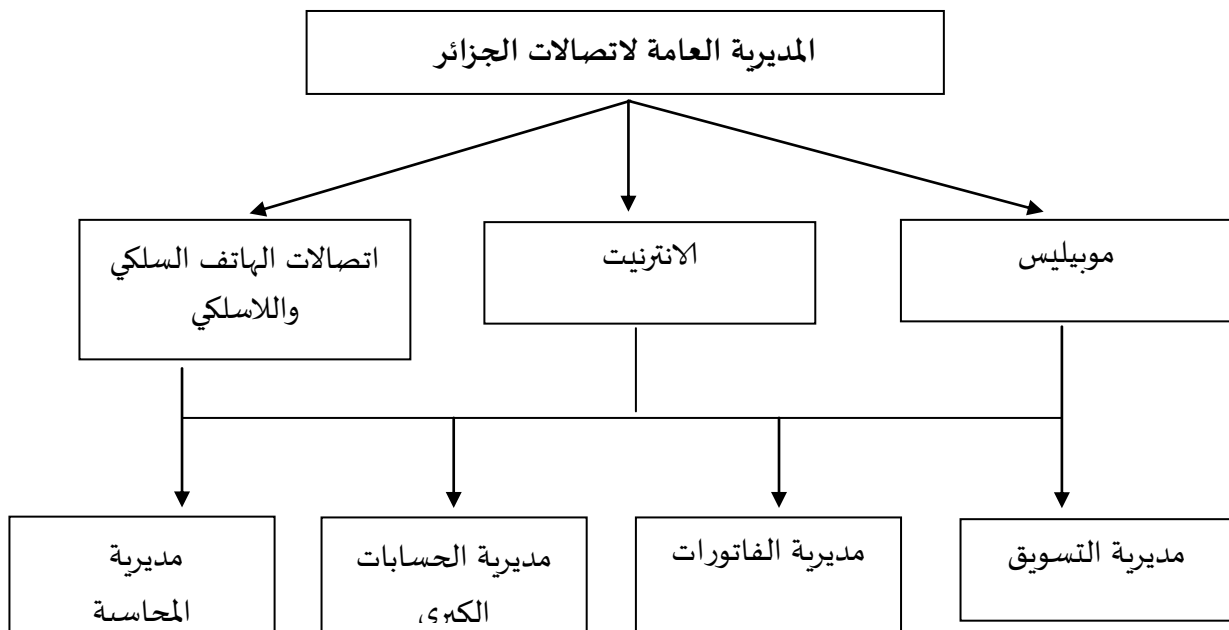 المديرية العامة لاتصالات الجزائر
موبيليس
الانترنيت
اتصالات الهاتف السلكي
واللاسلكي
مديرية التسويق
مديرية الفاتورات
مديرية الحسابات
الكبرى
مديرية
المحاسبة